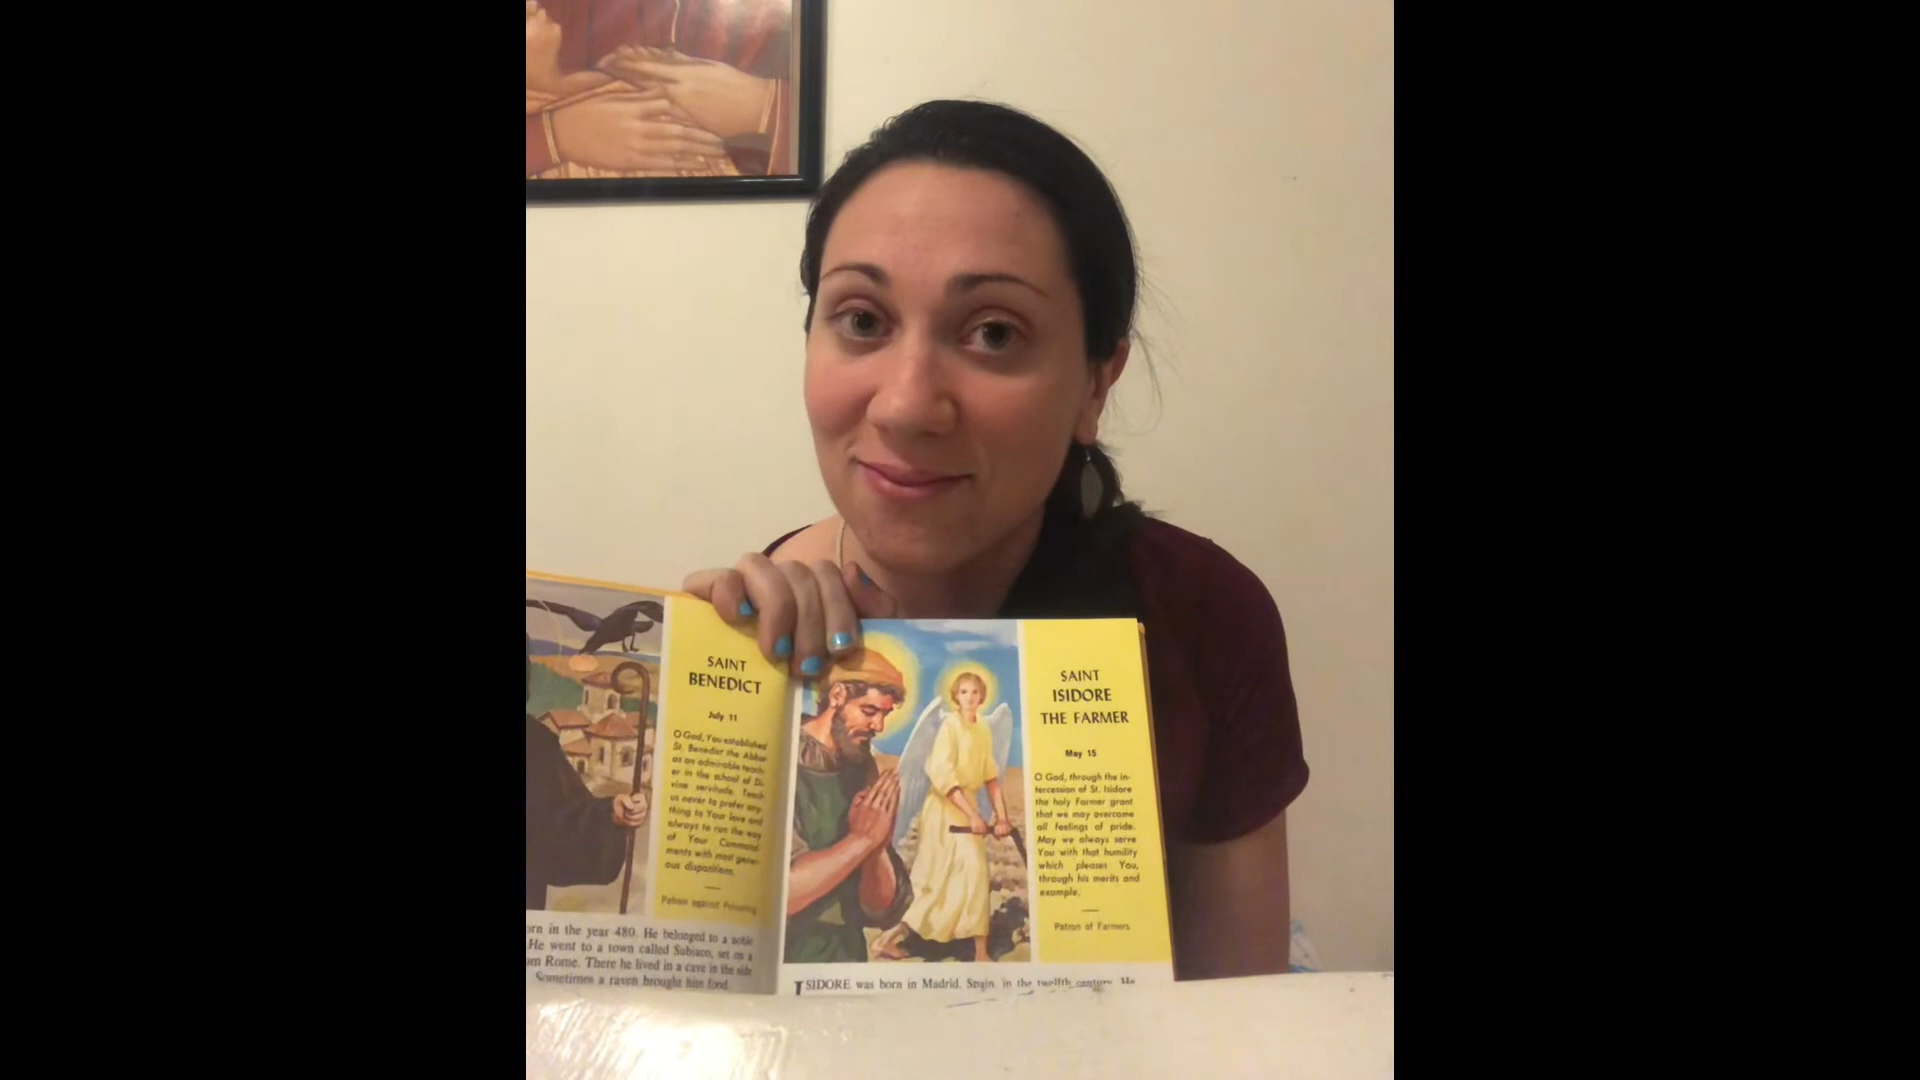 SAINT
BENEDICT
July 11
O God, You established
St. Benedict the Abbot
as an admirable teach-
er in the school of Di-
vine servitude. Teach
us never to prefer any-
thing to Your love and
always to run the way
of Your Command-
ments with most gener-
ous dispositions.
Patron against Poisoning
rn in the year 480. He belonged to a noble
He went to a town called Subiaco, set on a
om Rome. There he lived in a cave in the side
Sometimes a raven brought him food.
SAINT
ISIDORE
THE FARMER
May 15
O God, through the in-
tercession of St. Isidore
the holy Farmer grant
that we may overcome
all feelings of pride.
May we always serve
You with that humility
which pleases You,
through his merits and
example.
Patron of Farmers
ISIDORE was born in Madrid, Spain, in the twelfth century. He